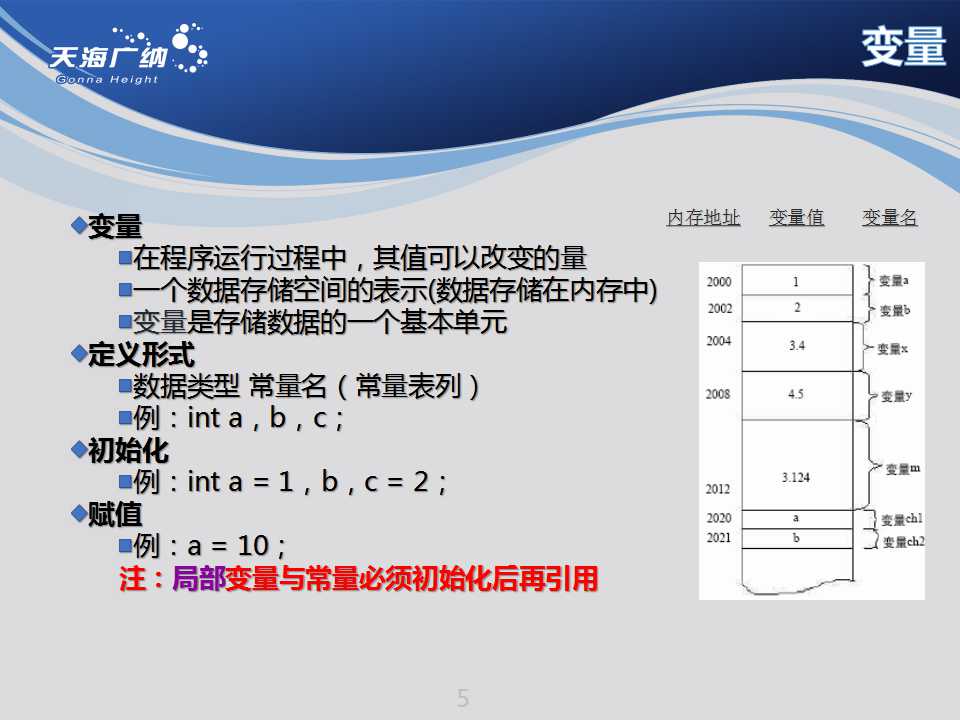 天海广纳
Gonna Height
变量
变量
在程序运行过程中，其值可以改变的量
一个数据存储空间的表示(数据存储在内存中)
变量是存储数据的一个基本单元
定义形式
数据类型 常量名（常量表列）
例：int a，b，c；
初始化
例：int a = 1，b，c = 2；
赋值
例：a = 10；
注：局部变量与常量必须初始化后再引用
内存地址 变量值 变量名
2000 1 变量a
2002 2 变量b
2004 3.4 变量x
2008 4.5 变量y
2012 3.124 变量m
2020 a 变量ch1
2021 b 变量ch2
5